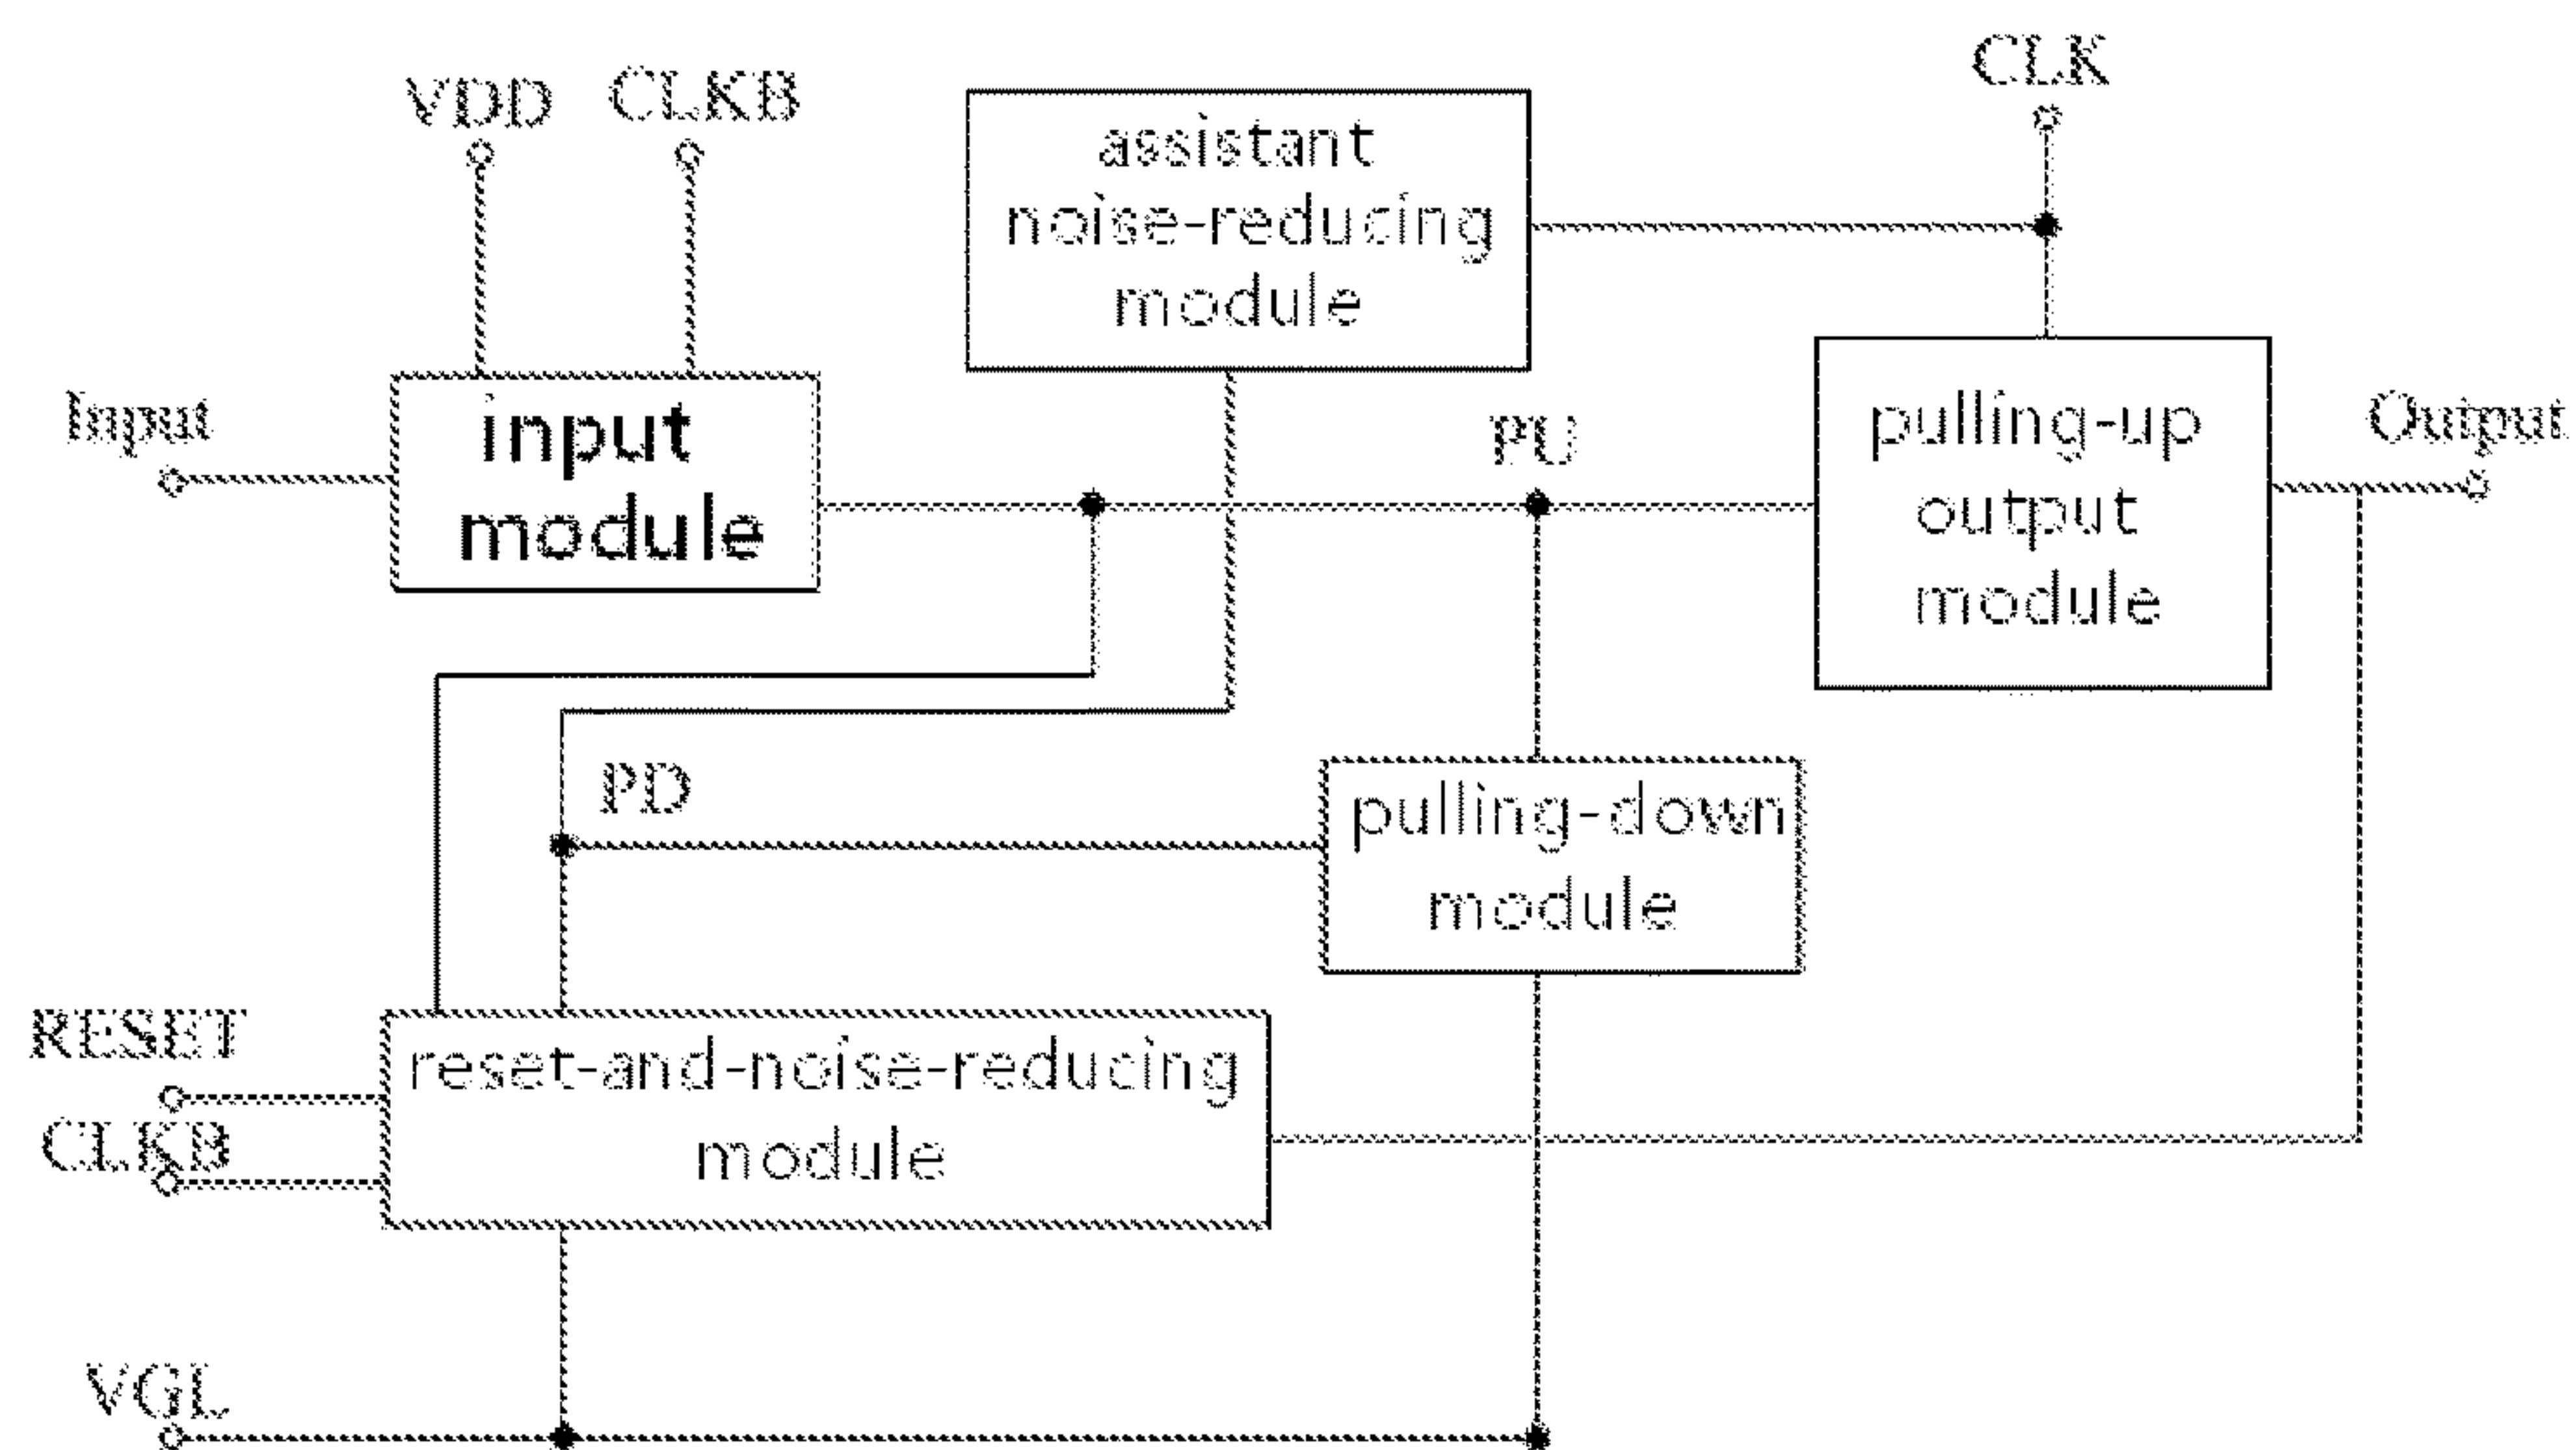 VDD
CLKB
CLK
assistant
noise-reducing
module
Input
input
module
PU
pulling-up
output
module
Output
PD
pulling-down
module
RESET
CLKB
reset-and-noise-reducing
module
VGL